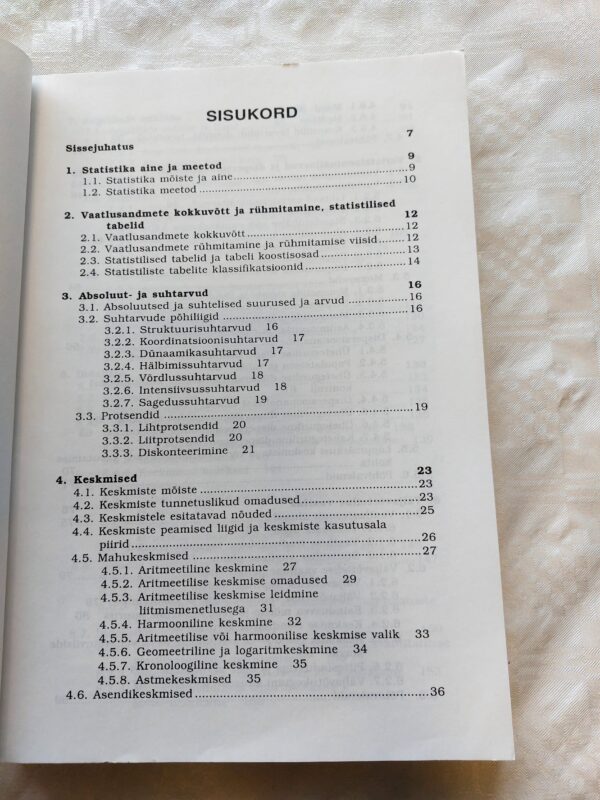 SISUKORD
Sissejuhatus 7
1. Statistika aine ja meetod 9
1.1. Statistika mõiste ja aine 9
1.2. Statistika meetod 10
2. Vaatlusandmete kokkuvõtt ja rühmitamine, statistilised
tabelid 12
2.1. Vaatlusandmete kokkuvõtt 12
2.2. Vaatlusandmete rühmitamine ja rühmitamise viisid 12
2.3. Statistilised tabelid ja tabeli koostisosad 13
2.4. Statistiliste tabelite klassifikatsioonid 14
3. Absoluut- ja suhtarvud 16
3.1. Absoluutsed ja suhtelised suurused ja arvud 16
3.2. Suhtarvude põhiliigid 16
3.2.1. Struktuurisuhtarvud 16
3.2.2. Koordinatsioonisuhtarvud 17
3.2.3. Dünaamikasuhtarvud 17
3.2.4. Hälbimissuhtarvud 17
3.2.5. Võrdlussuhtarvud 18
3.2.6. Intensiivsussuhtarvud 18
3.2.7. Sagedussuhtarvud 19
3.3. Protsendid 19
3.3.1. Lihtprotsendid 20
3.3.2. Liitprotsendid 20
3.3.3. Diskonteerimine 21
4. Keskmised 23
4.1. Keskmiste mõiste 23
4.2. Keskmiste tunnetuslikud omadused 23
4.3. Keskmistele esitatavad nõuded 25
4.4. Keskmiste peamised liigid ja keskmiste kasutusala
piirid 26
4.5. Mahukeskmised 27
4.5.1. Aritmeetiline keskmine 27
4.5.2. Aritmeetilise keskmise omadused 29
4.5.3. Aritmeetilise keskmise leidmine
liitmismenetlusega 31
4.5.4. Harmooniline keskmine 32
4.5.5. Aritmeetilise või harmoonilise keskmise valik 33
4.5.6. Geomeetriline ja logaritmkeskmine 34
4.5.7. Kronoloogiline keskmine 35
4.5.8. Astmekeskmised 35
4.6. Asendikeskmised 36